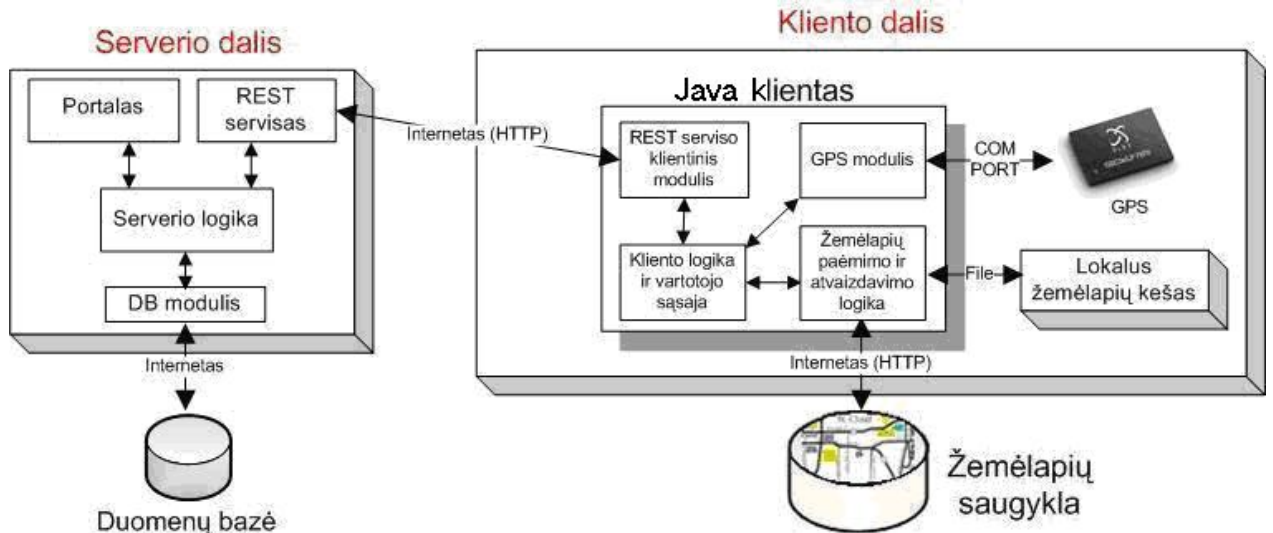 Serverio dalis
Portalas
REST
servisas
Serverio logika
DB modulis
Internetas
Duomenų bazė
Internetas (HTTP)
Kliento dalis
Java klientas
REST serviso
klientinis
modulis
GPS modulis
COM
PORT
GPS
Kliento logika
ir vartotojo
sąsaja
Žemėlapių
paėmimo ir
atvaizdavimo
logika
File
Lokalus
žemėlapių kešas
Internetas (HTTP)
Žemėlapių
saugykla